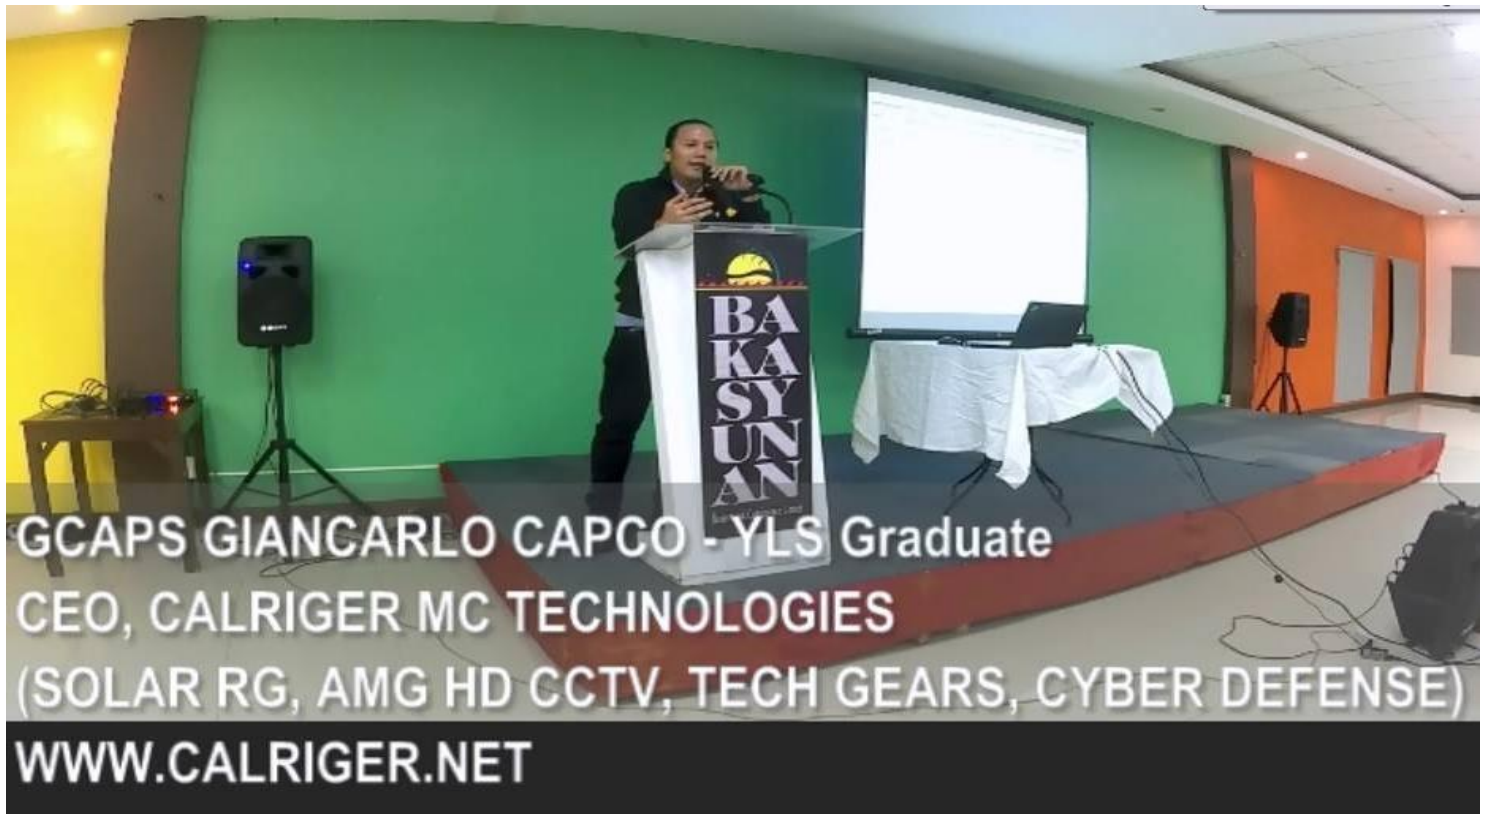 BA
KA
SY
UN
AN
GCAPS GIANCARLO CAPCO - YLS Graduate
CEO, CALRIGER MC TECHNOLOGIES
(SOLAR RG, AMG HD CCTV, TECH GEARS, CYBER DEFENSE)
WWW.CALRIGER.NET